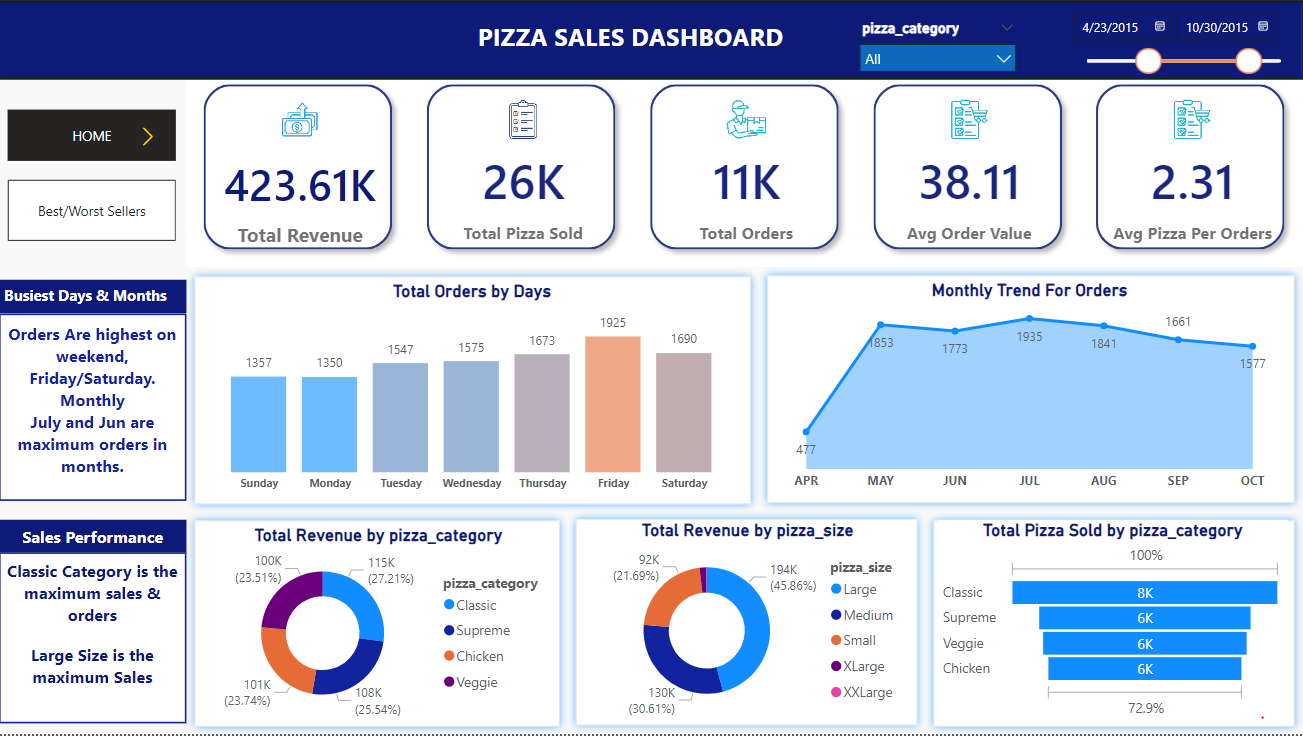 PIZZA SALES DASHBOARD
pizza_category
All
4/23/2015
10/30/2015
HOME
Best/Worst Sellers
423.61K
Total Revenue
26K
Total Pizza Sold
11K
Total Orders
38.11
Avg Order Value
2.31
Avg Pizza Per Orders
Busiest Days & Months
Orders Are highest on
weekend,
Friday/Saturday.
Monthly
July and Jun are
maximum orders in
months.
Total Orders by Days
1357
1350
1547
1575
1673
1925
1690
Sunday
Monday
Tuesday
Wednesday
Thursday
Friday
Saturday
Monthly Trend For Orders
477
1853
1773
1935
1841
1661
1577
APR
MAY
JUN
JUL
AUG
SEP
OCT
Sales Performance
Classic Category is the
maximum sales &
orders
Large Size is the
maximum Sales
Total Revenue by pizza_category
100K
(23.51%)
115K
(27.21%)
101K
(23.74%)
108K
(25.54%)
pizza_category
Classic
Supreme
Chicken
Veggie
Total Revenue by pizza_size
92K
(21.69%)
194K
(45.86%)
130K
(30.61%)
pizza_size
Large
Medium
Small
XLarge
XXLarge
Total Pizza Sold by pizza_category
100%
Classic
8K
Supreme
6K
Veggie
6K
Chicken
6K
72.9%